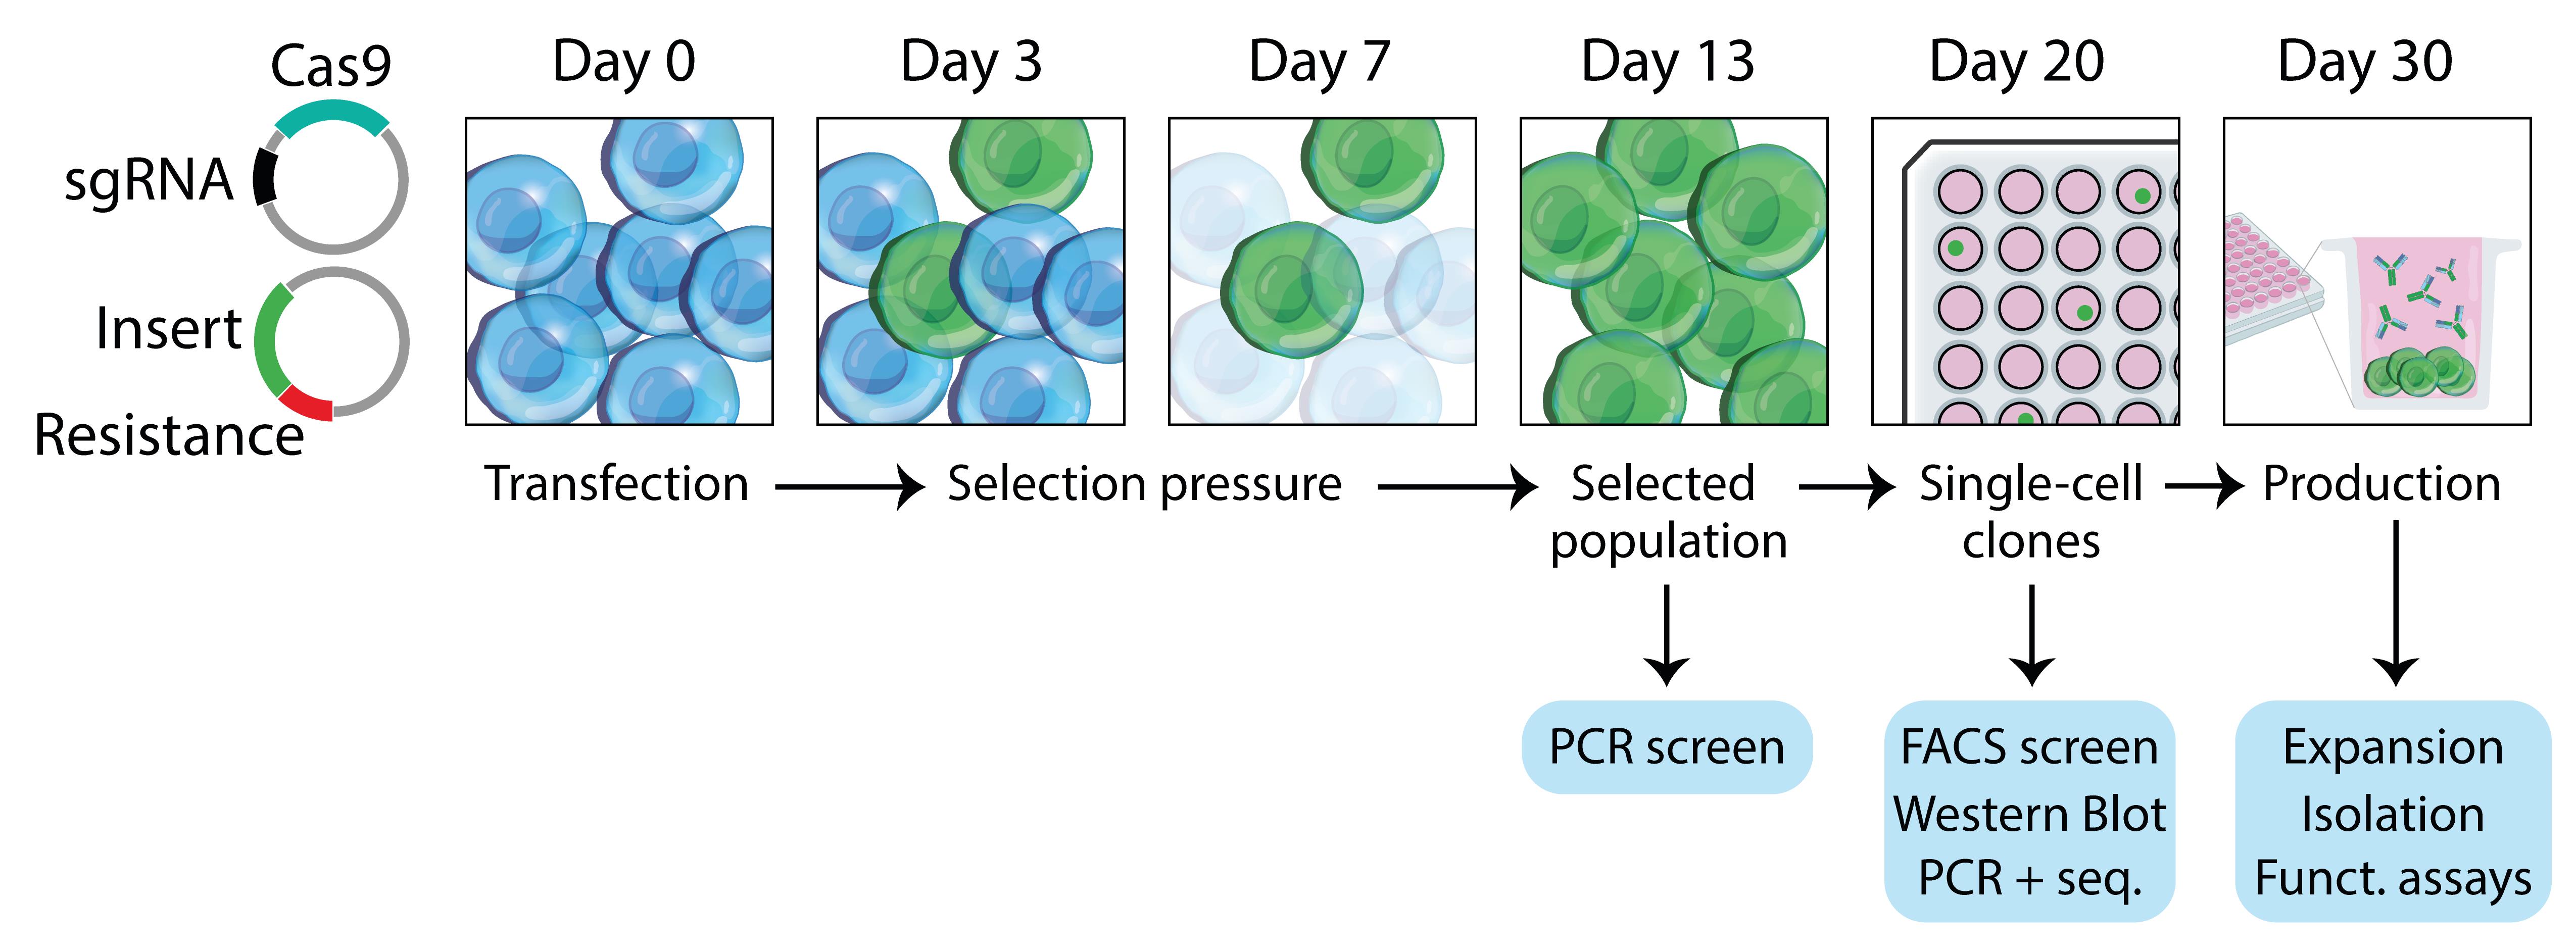 Cas9
sgRNA
Insert
Resistance
Day 0
Day 3
Day 7
Day 13
Day 20
Day 30
Transfection
Selection pressure
Selected
population
Single-cell
clones
Production
PCR screen
FACS screen
Western Blot
PCR + seq.
Expansion
Isolation
Funct. assays